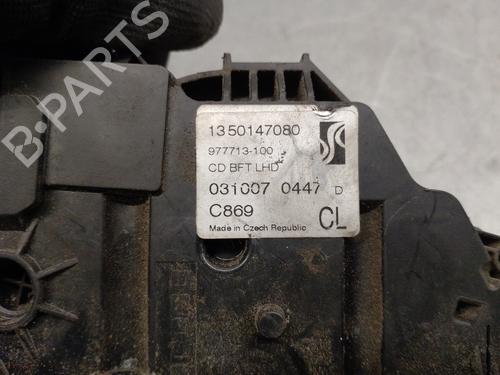 B-PARTS
1350147080
977713-100
CD BFT LHD
031007 0447 D
C869 CL
Made in Czech Republic